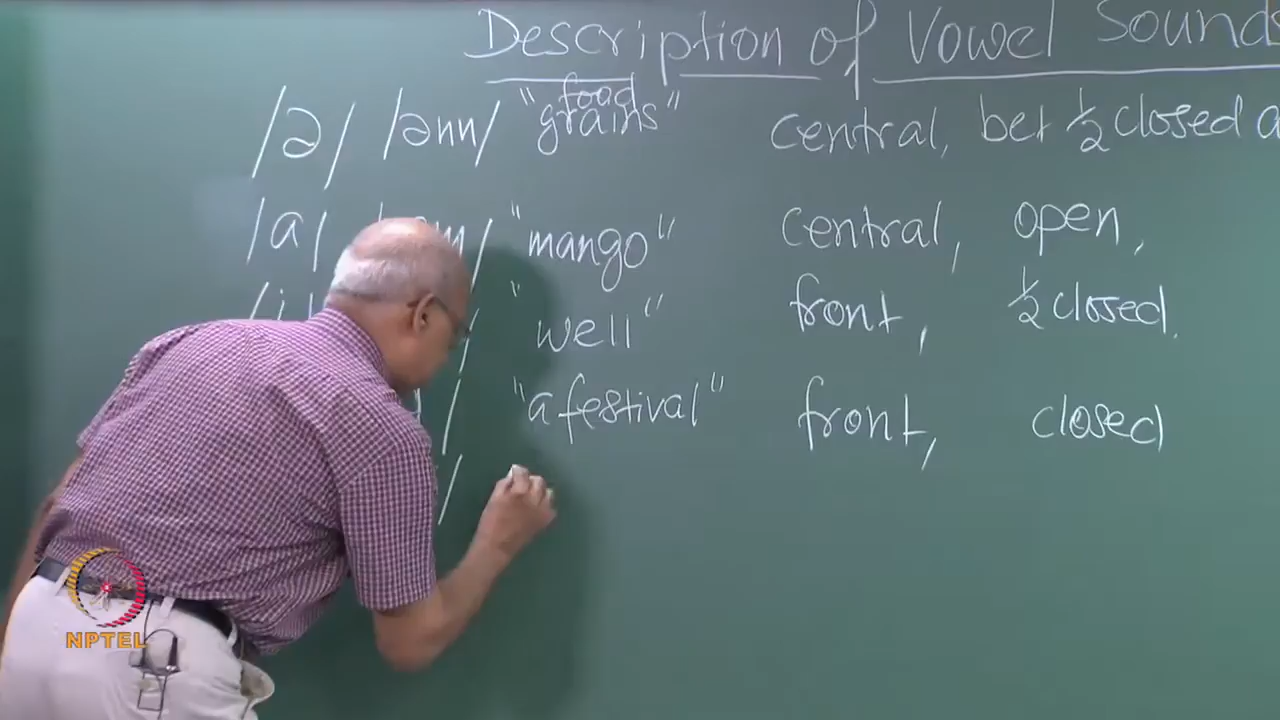 Description of Vowel Sounds
/ə/ /ənn/ "food grains" central, bet ½ closed a
/a/ / m/ "mango" central, open,
/i "well" front, ½ closed.
/ "a festival" front, closed
/
NPTEL